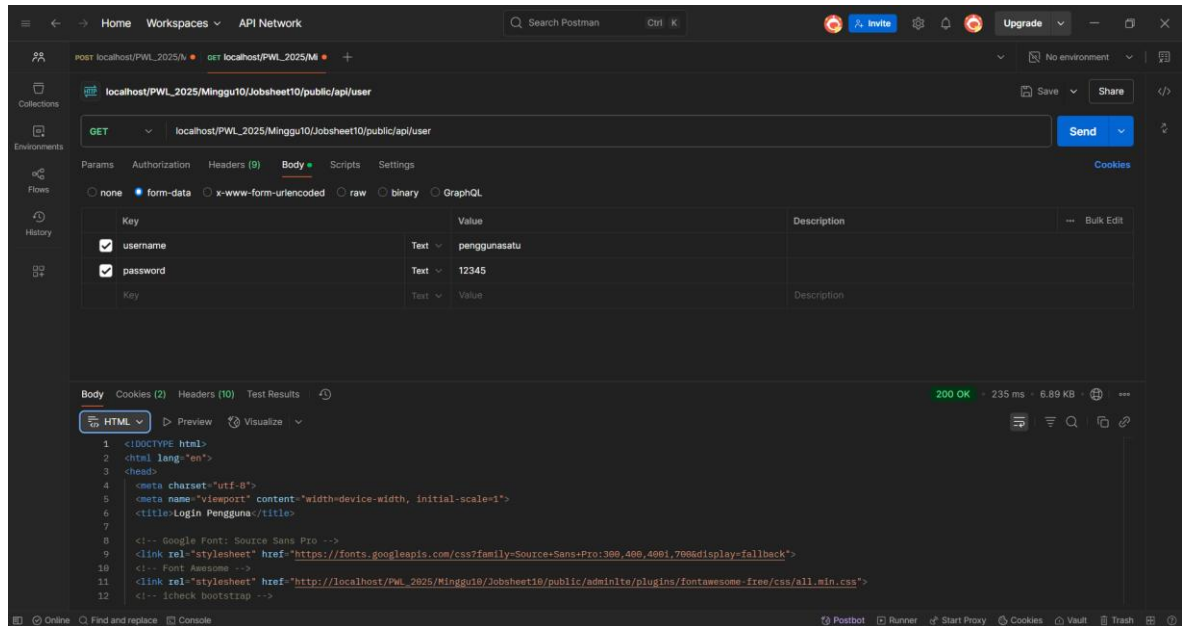 Home Workspaces API Network Search Postman Ctrl K Invite Upgrade
POST localhost/PWL_2025/M GET localhost/PWL_2025/Mi No environment
Collections
Environments
Flows
History
HTTP localhost/PWL_2025/Minggu10/Jobsheet10/public/api/user Save Share
GET localhost/PWL_2025/Minggu10/Jobsheet10/public/api/user Send
Params Authorization Headers (9) Body Scripts Settings Cookies
none form-data x-www-form-urlencoded raw binary GraphQL
Key Value Description Bulk Edit
username Text penggunasatu
password Text 12345
Key Text Value Description
Body Cookies (2) Headers (10) Test Results 200 OK 235 ms 6.89 KB
HTML Preview Visualize
1 <!DOCTYPE html>
2 <html lang="en">
3 <head>
4 <meta charset="utf-8">
5 <meta name="viewport" content="width=device-width, initial-scale=1">
6 <title>Login Pengguna</title>
7
8 <!-- Google Font: Source Sans Pro -->
9 <link rel="stylesheet" href="https://fonts.googleapis.com/css?family=Source+Sans+Pro:300,400,400i,700&display=fallback">
10 <!-- Font Awesome -->
11 <link rel="stylesheet" href="http://localhost/PWL_2025/Minggu10/Jobsheet10/public/adminlte/plugins/fontawesome-free/css/all.min.css">
12 <!-- icheck bootstrap -->
Online Find and replace Console Postbot Runner Start Proxy Cookies Vault Trash